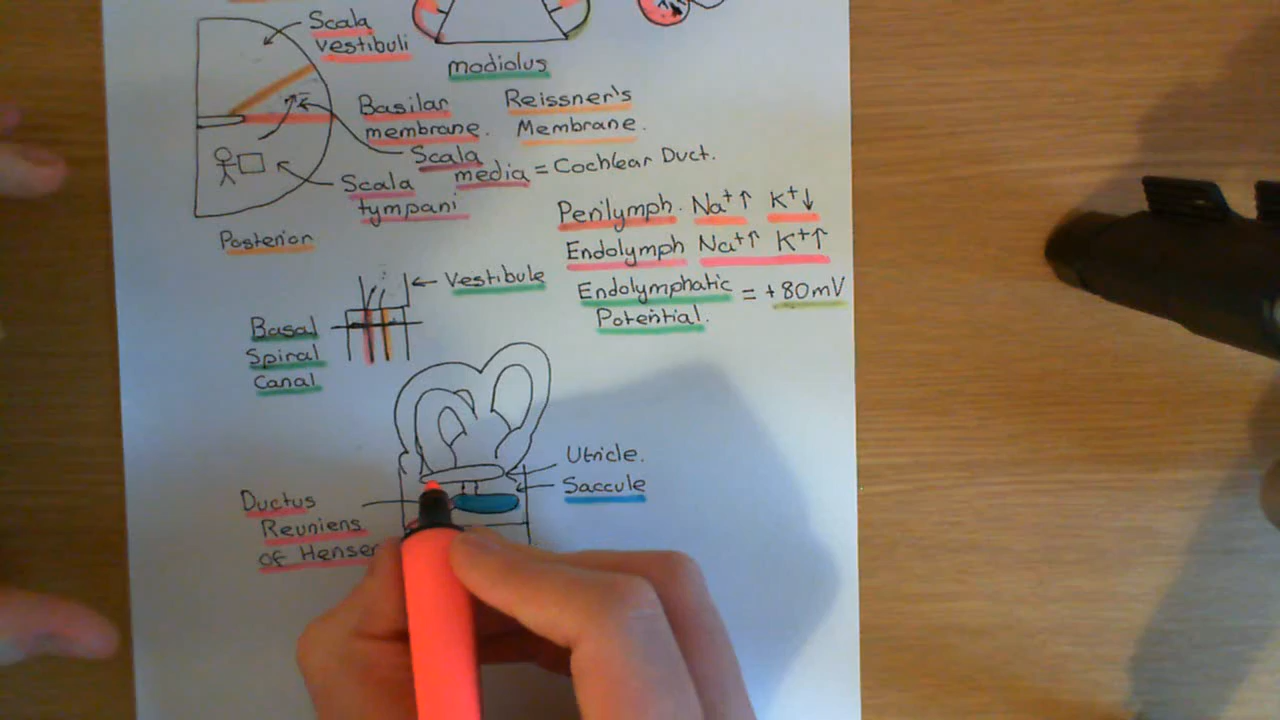 Scala
vestibuli
modiolus
Basilar
membrane.
Reissner's
Membrane.
Scala
media = Cochlear Duct.
Scala
tympani
Posterior
Perilymph. Na+↑ K+↓
Endolymph Na+↑ K+↑
Endolymphatic = +80mV
Potential.
Vestibule
Basal
Spiral
Canal
Utricle.
Saccule
Ductus
Reuniens
of Hensen